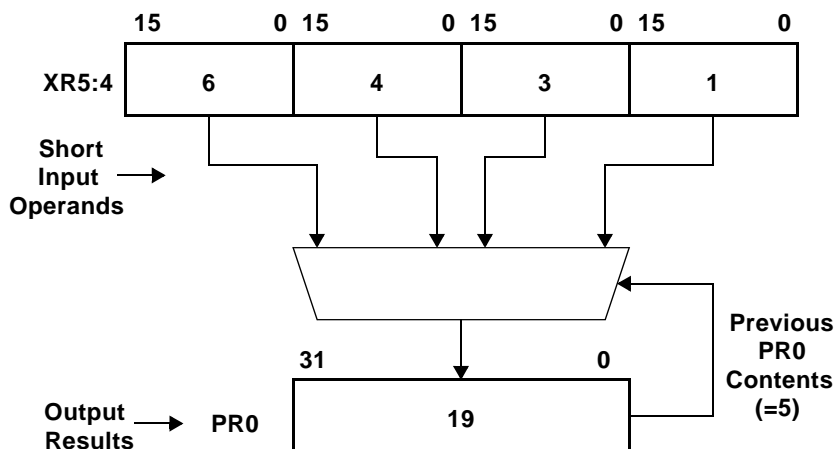 15 0 15 0 15 0 15 0
XR5:4 6 4 3 1
Short
Input
Operands
Previous
PR0
Contents
(=5)
31 0
Output
Results
PR0 19